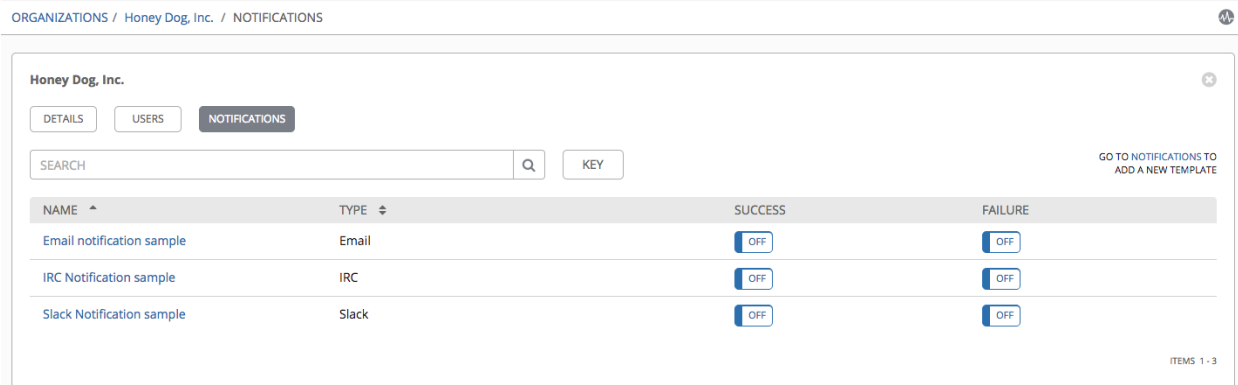 ORGANIZATIONS / Honey Dog, Inc. / NOTIFICATIONS
Honey Dog, Inc.
DETAILS USERS NOTIFICATIONS
SEARCH KEY
GO TO NOTIFICATIONS TO
ADD A NEW TEMPLATE
NAME TYPE SUCCESS FAILURE
Email notification sample Email OFF OFF
IRC Notification sample IRC OFF OFF
Slack Notification sample Slack OFF OFF
ITEMS 1 - 3